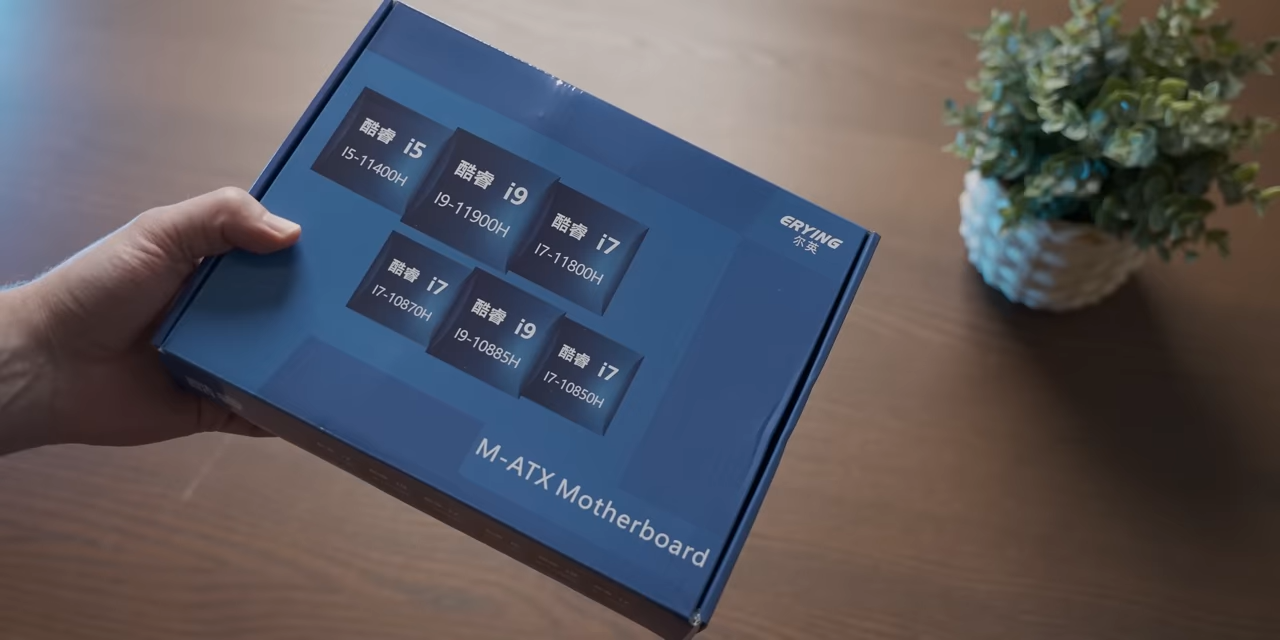 酷睿 i5
I5-11400H
酷睿 i9
I9-11900H
酷睿 i7
I7-11800H
酷睿 i7
I7-10870H
酷睿 i9
I9-10885H
酷睿 i7
I7-10850H
ERYING
尔英
M-ATX Motherboard